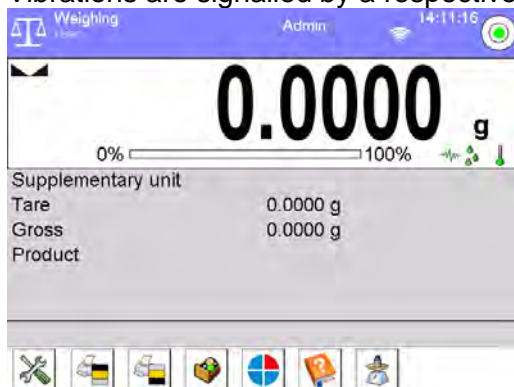 Vibrations are signalled by a respective
Weighing
Admin
14:11:16
0.0000
g
0%
100%
Supplementary unit
Tare 0.0000 g
Gross 0.0000 g
Product